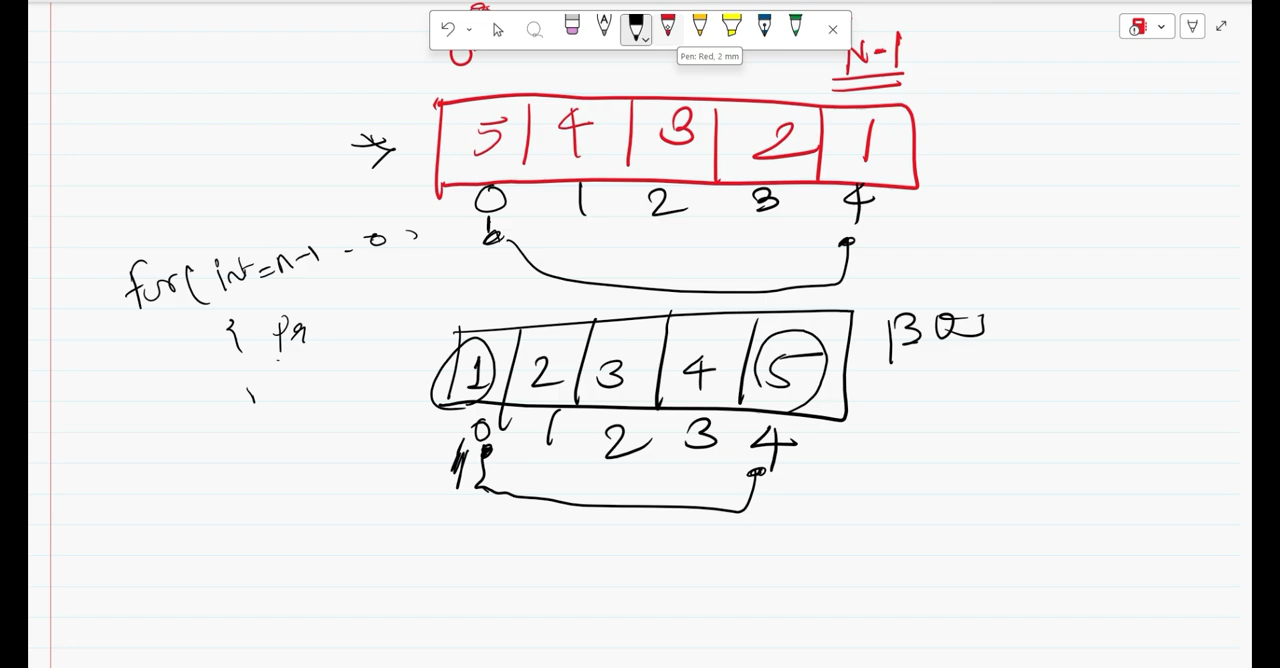 0
N-1
Pen: Red, 2 mm
5 4 3 2 1
0 1 2 3 4
for( int=n-1 - 0 ,
{ Pr
1 2 3 4 5
0 1 2 3 4